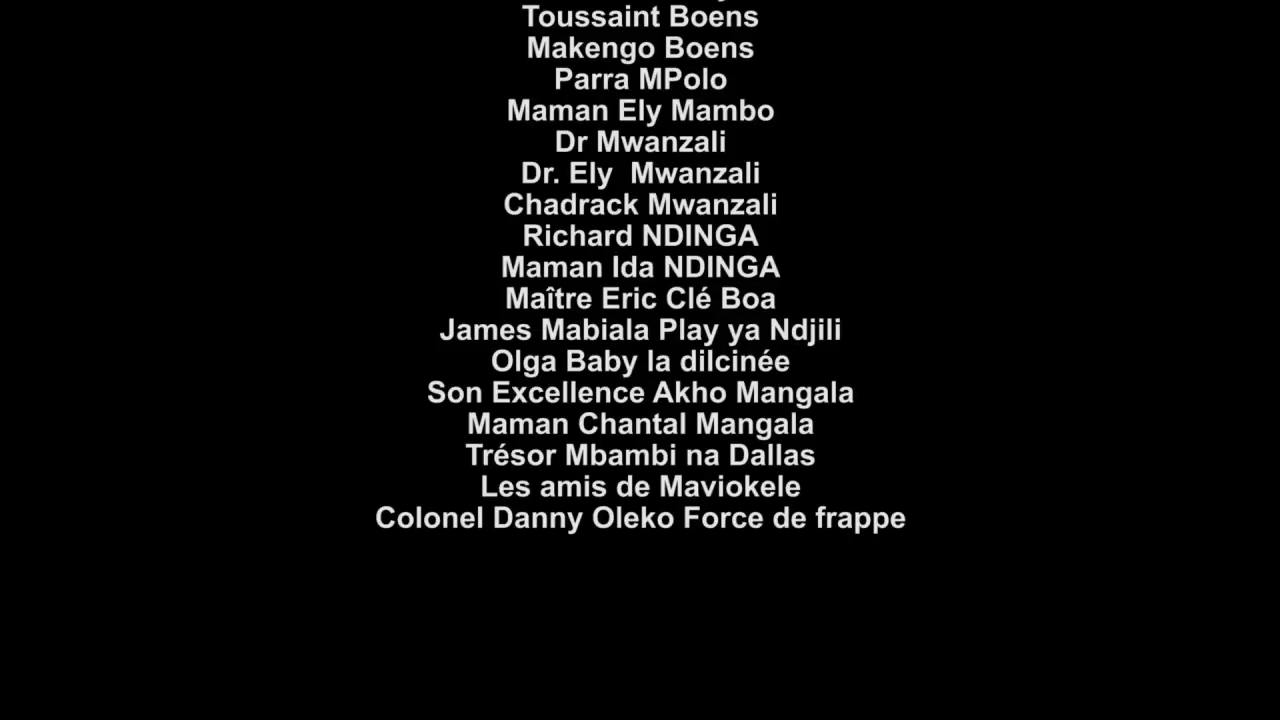 Toussaint Boens
Makengo Boens
Parra MPolo
Maman Ely Mambo
Dr Mwanzali
Dr. Ely  Mwanzali
Chadrack Mwanzali
Richard NDINGA
Maman Ida NDINGA
Maître Eric Clé Boa
James Mabiala Play ya Ndjili
Olga Baby la dilcinée
Son Excellence Akho Mangala
Maman Chantal Mangala
Trésor Mbambi na Dallas
Les amis de Maviokele
Colonel Danny Oleko Force de frappe